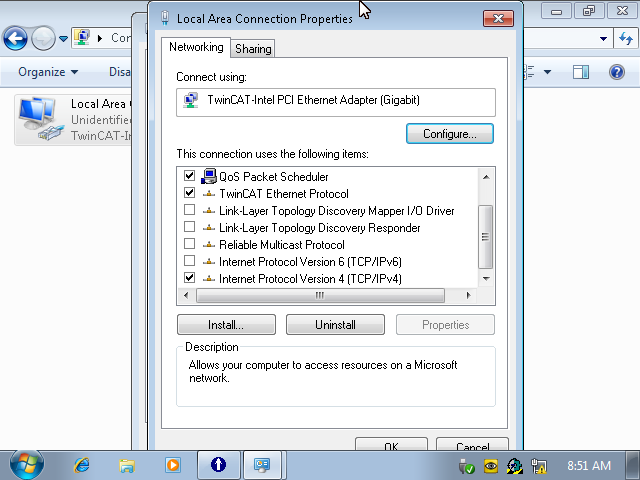 Local Area Connection Properties
Con
Organize
Disa
Networking
Sharing
Connect using:
TwinCAT-Intel PCI Ethernet Adapter (Gigabit)
Configure...
Local Area C
Unidentified
TwinCAT-In
This connection uses the following items:
QoS Packet Scheduler
TwinCAT Ethernet Protocol
Link-Layer Topology Discovery Mapper I/O Driver
Link-Layer Topology Discovery Responder
Reliable Multicast Protocol
Internet Protocol Version 6 (TCP/IPv6)
Internet Protocol Version 4 (TCP/IPv4)
Install...
Uninstall
Properties
Description
Allows your computer to access resources on a Microsoft
network.
OK
Cancel
8:51 AM